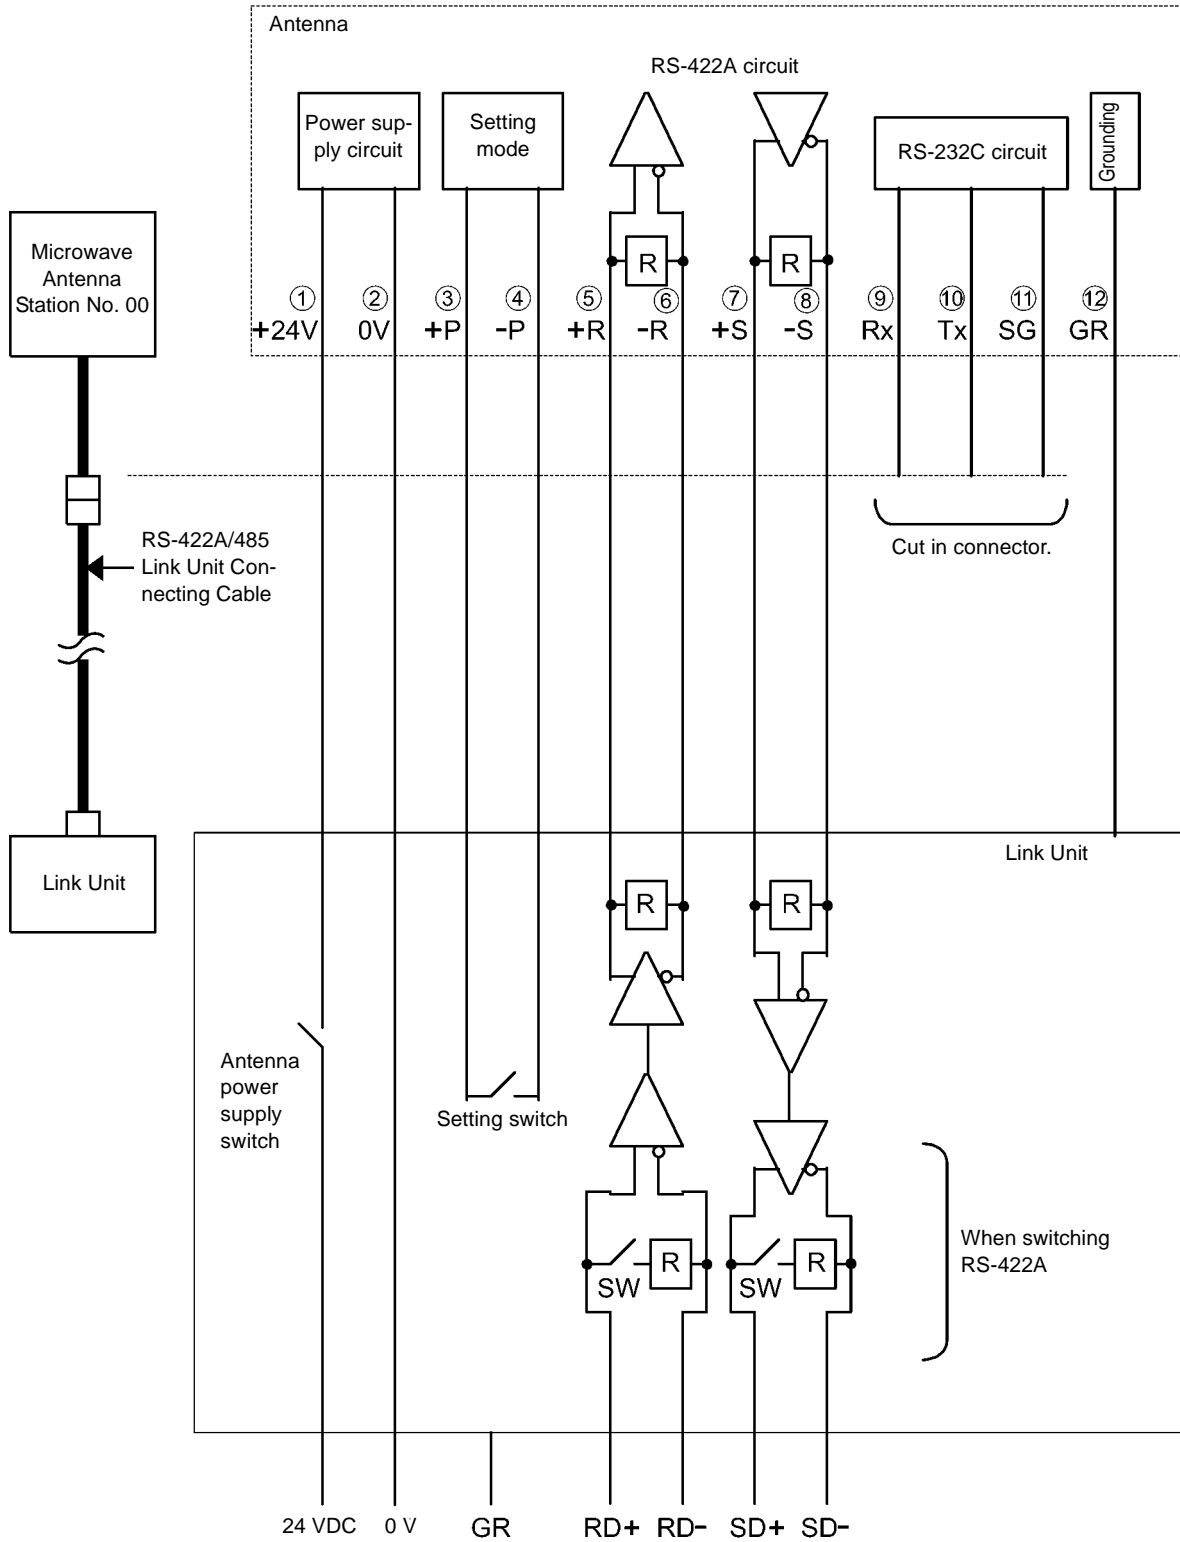 Antenna
RS-422A circuit
Power sup-
ply circuit
Setting
mode
RS-232C circuit
Grounding
Microwave
Antenna
Station No. 00
① ② ③ ④ ⑤ ⑥ ⑦ ⑧ ⑨ ⑩ ⑪ ⑫
+24V 0V +P -P +R -R +S -S Rx Tx SG GR
R R
RS-422A/485
Link Unit Con-
necting Cable
Cut in connector.
Link Unit
Link Unit
R R
Antenna
power
supply
switch
Setting switch
When switching
RS-422A
R R
SW SW
24 VDC 0 V GR RD+ RD- SD+ SD-